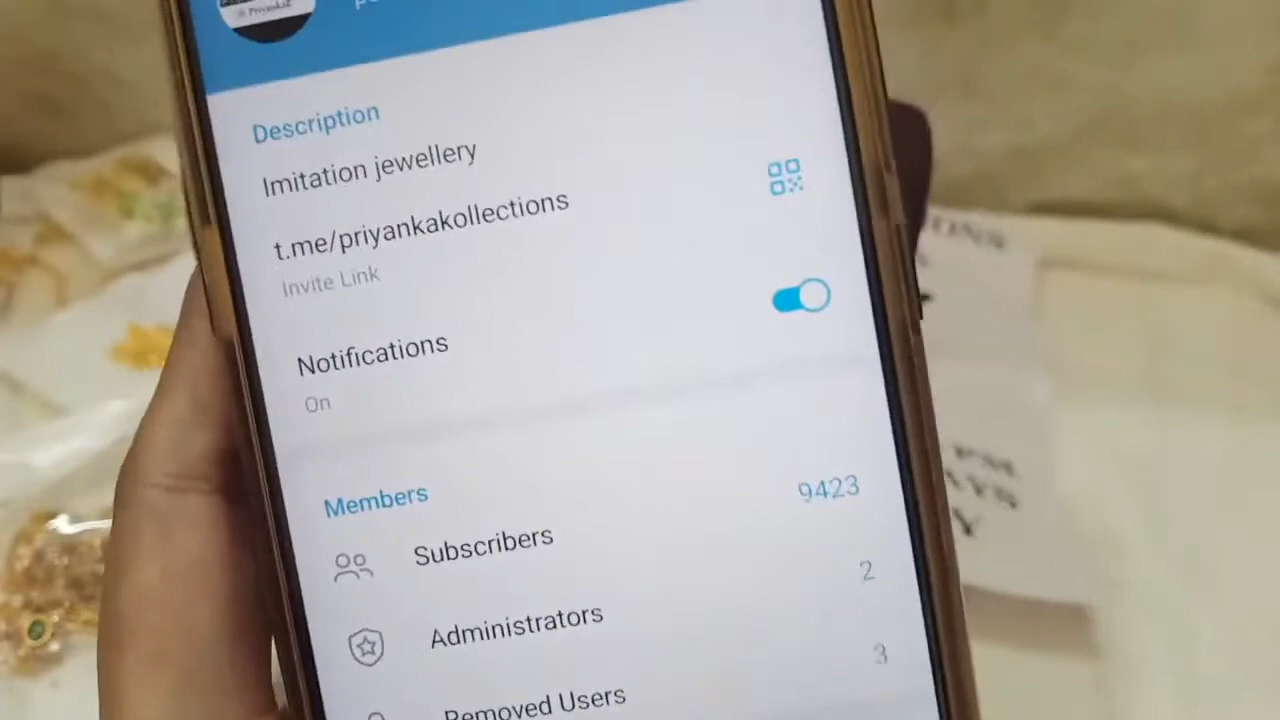 Description
Imitation jewellery
t.me/priyankakollections
Invite Link
Notifications
On
Members
Subscribers 9423
Administrators 2
Removed Users 3